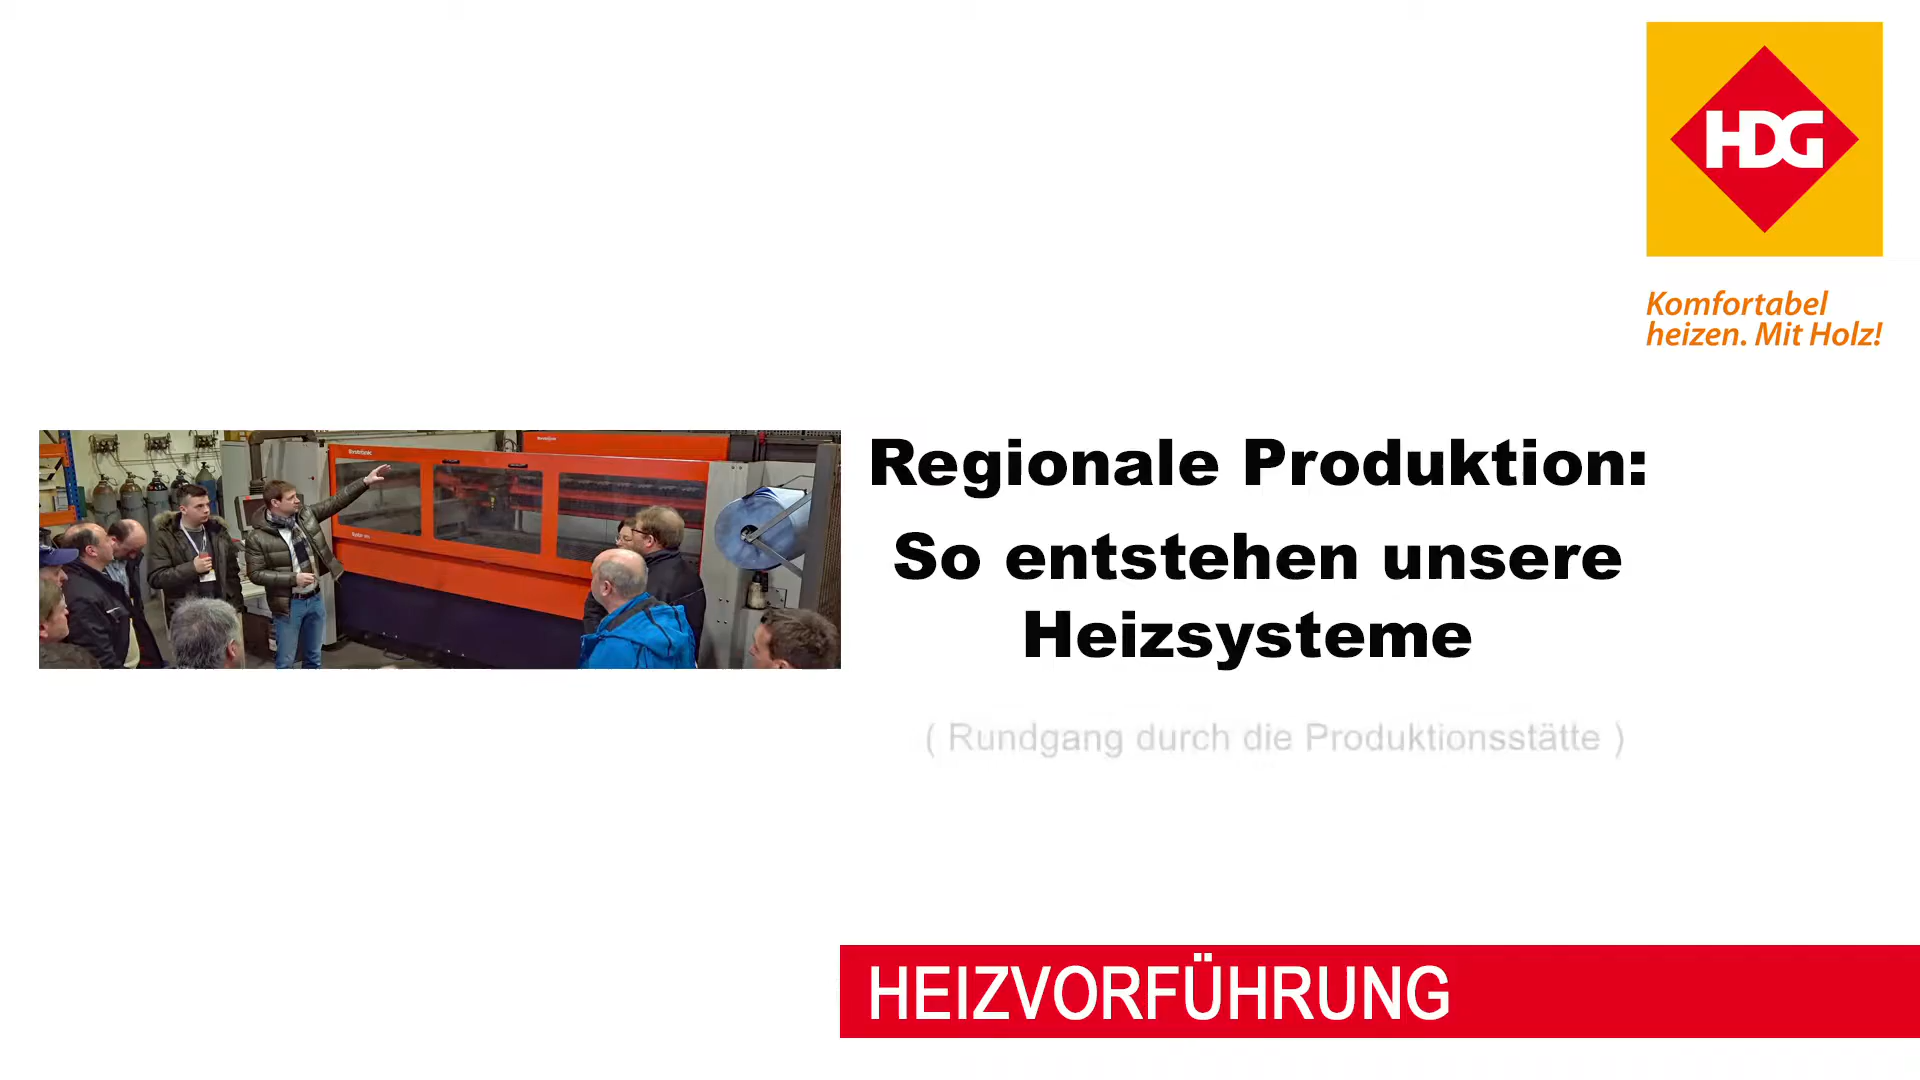 HDG
Komfortabel
heizen. Mit Holz!
Regionale Produktion:
So entstehen unsere
Heizsysteme
( Rundgang durch die Produktionsstätte )
HEIZVORFÜHRUNG